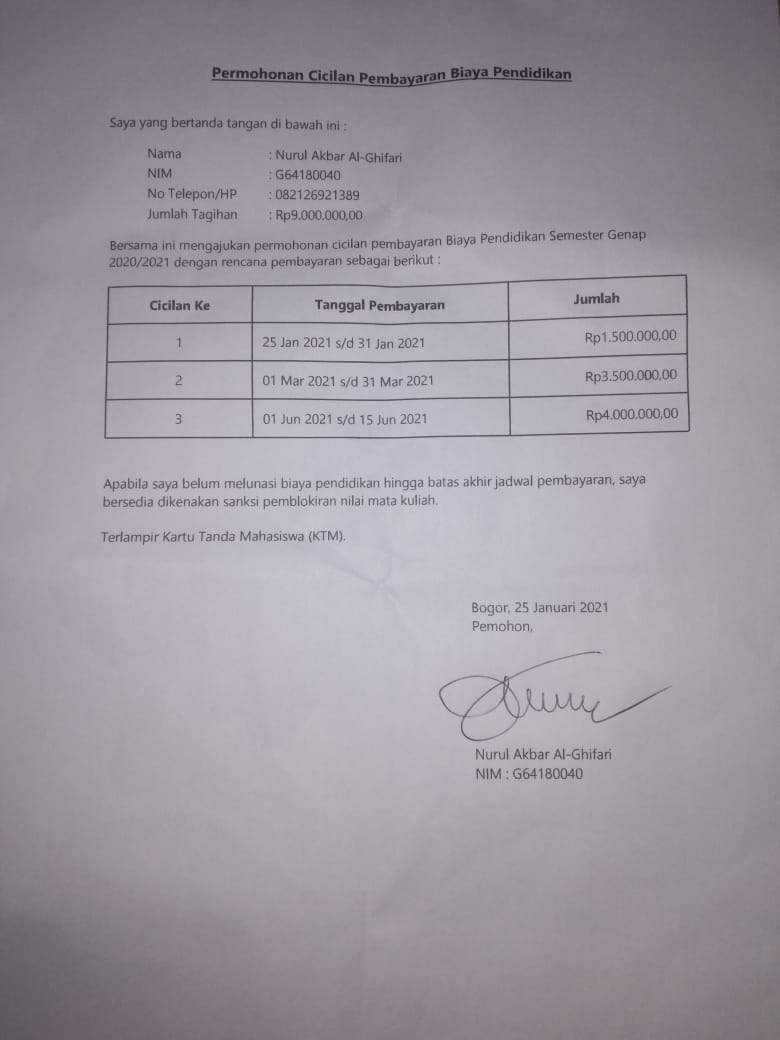 Permohonan Cicilan Pembayaran Biaya Pendidikan
Saya yang bertanda tangan di bawah ini :
Nama : Nurul Akbar Al-Ghifari
NIM : G64180040
No Telepon/HP : 082126921389
Jumlah Tagihan : Rp9.000.000,00
Bersama ini mengajukan permohonan cicilan pembayaran Biaya Pendidikan Semester Genap
2020/2021 dengan rencana pembayaran sebagai berikut :
Cicilan Ke Tanggal Pembayaran Jumlah
1 25 Jan 2021 s/d 31 Jan 2021 Rp1.500.000,00
2 01 Mar 2021 s/d 31 Mar 2021 Rp3.500.000,00
3 01 Jun 2021 s/d 15 Jun 2021 Rp4.000.000,00
Apabila saya belum melunasi biaya pendidikan hingga batas akhir jadwal pembayaran, saya
bersedia dikenakan sanksi pemblokiran nilai mata kuliah.
Terlampir Kartu Tanda Mahasiswa (KTM).
Bogor, 25 Januari 2021
Pemohon,
Nurul Akbar Al-Ghifari
NIM : G64180040